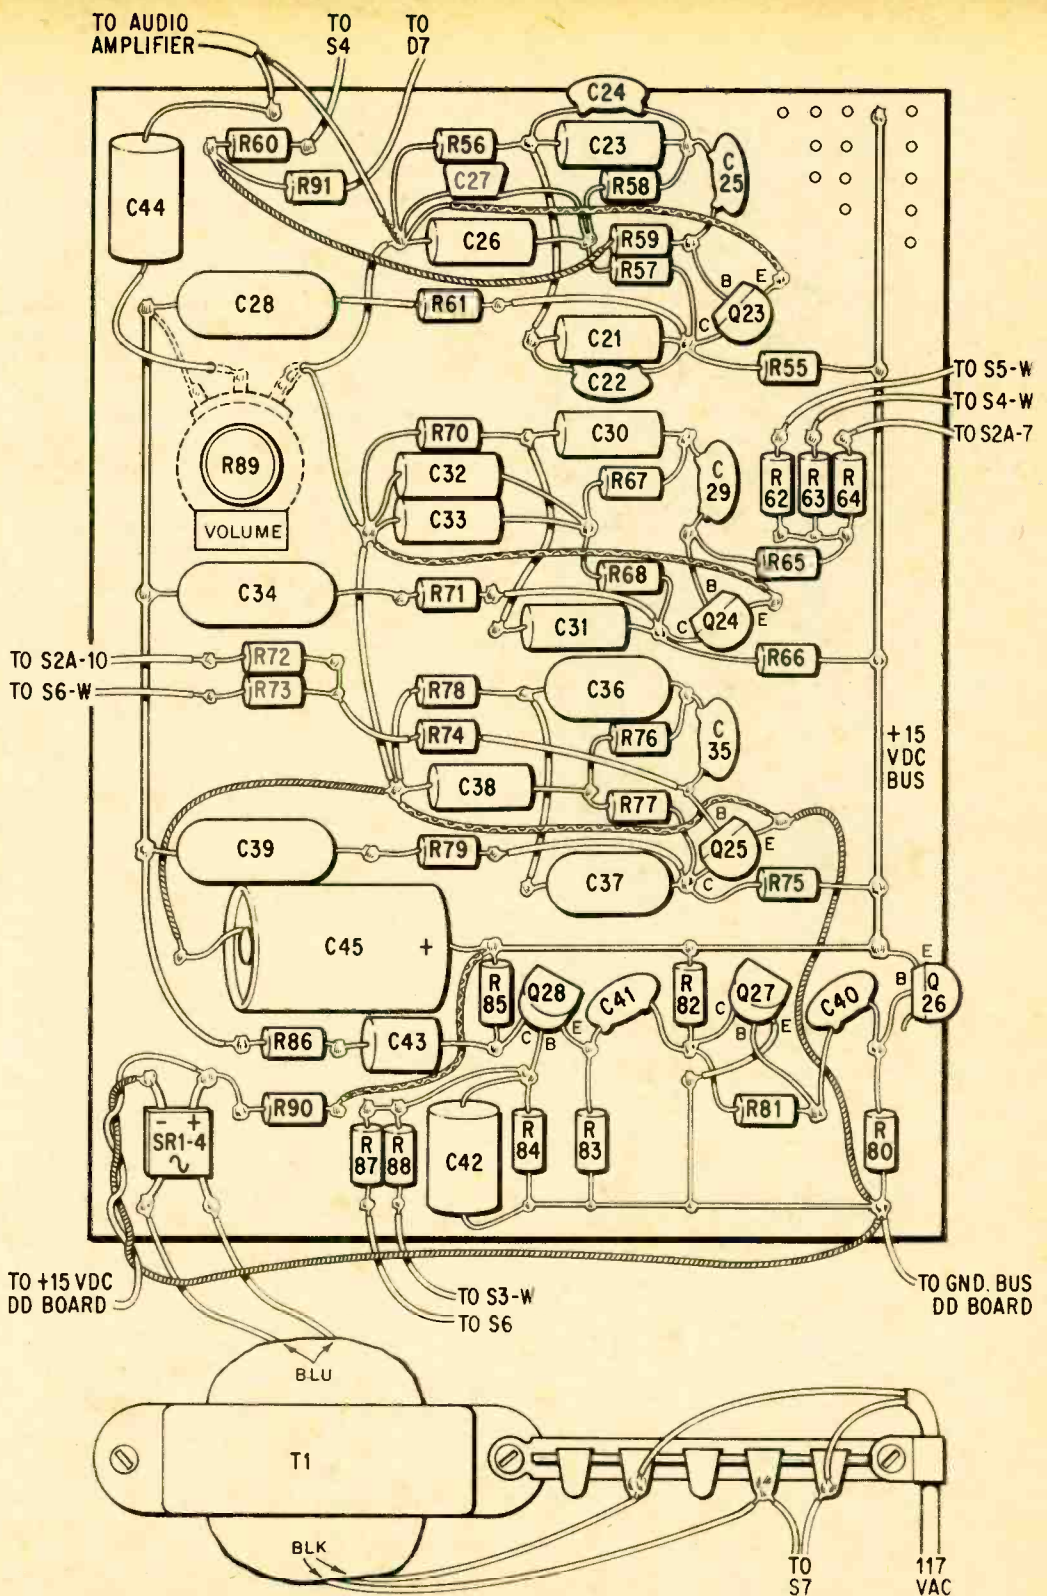 TO AUDIO
AMPLIFIER
TO
S4
TO
D7
C24
C44
R60
R56
C23
C
25
C27
R91
R58
C26
R59
R57
B
E
C28
R61
C
Q23
C21
C22
R55
TO S5-W
TO S4-W
TO S2A-7
R89
VOLUME
R70
C30
C32
R67
C
29
R
62
R
63
R
64
C33
R65
R68
B
C34
R71
C
Q24
E
C31
TO S2A-10
R72
R66
TO S6-W
R73
R78
C36
R74
R76
C
35
+15
VDC
BUS
C38
R77
B
E
C39
R79
Q25
C37
C
R75
C45
+
E
R
85
Q28
C41
R
82
Q27
C40
B
Q
26
C
B
E
C
B
E
R86
C43
R90
R81
- +
SR1-4
R
87
R
88
C42
R
84
R
83
R
80
TO +15 VDC
DD BOARD
TO S3-W
TO S6
TO GND. BUS
DD BOARD
BLU
T1
BLK
TO
S7
117
VAC